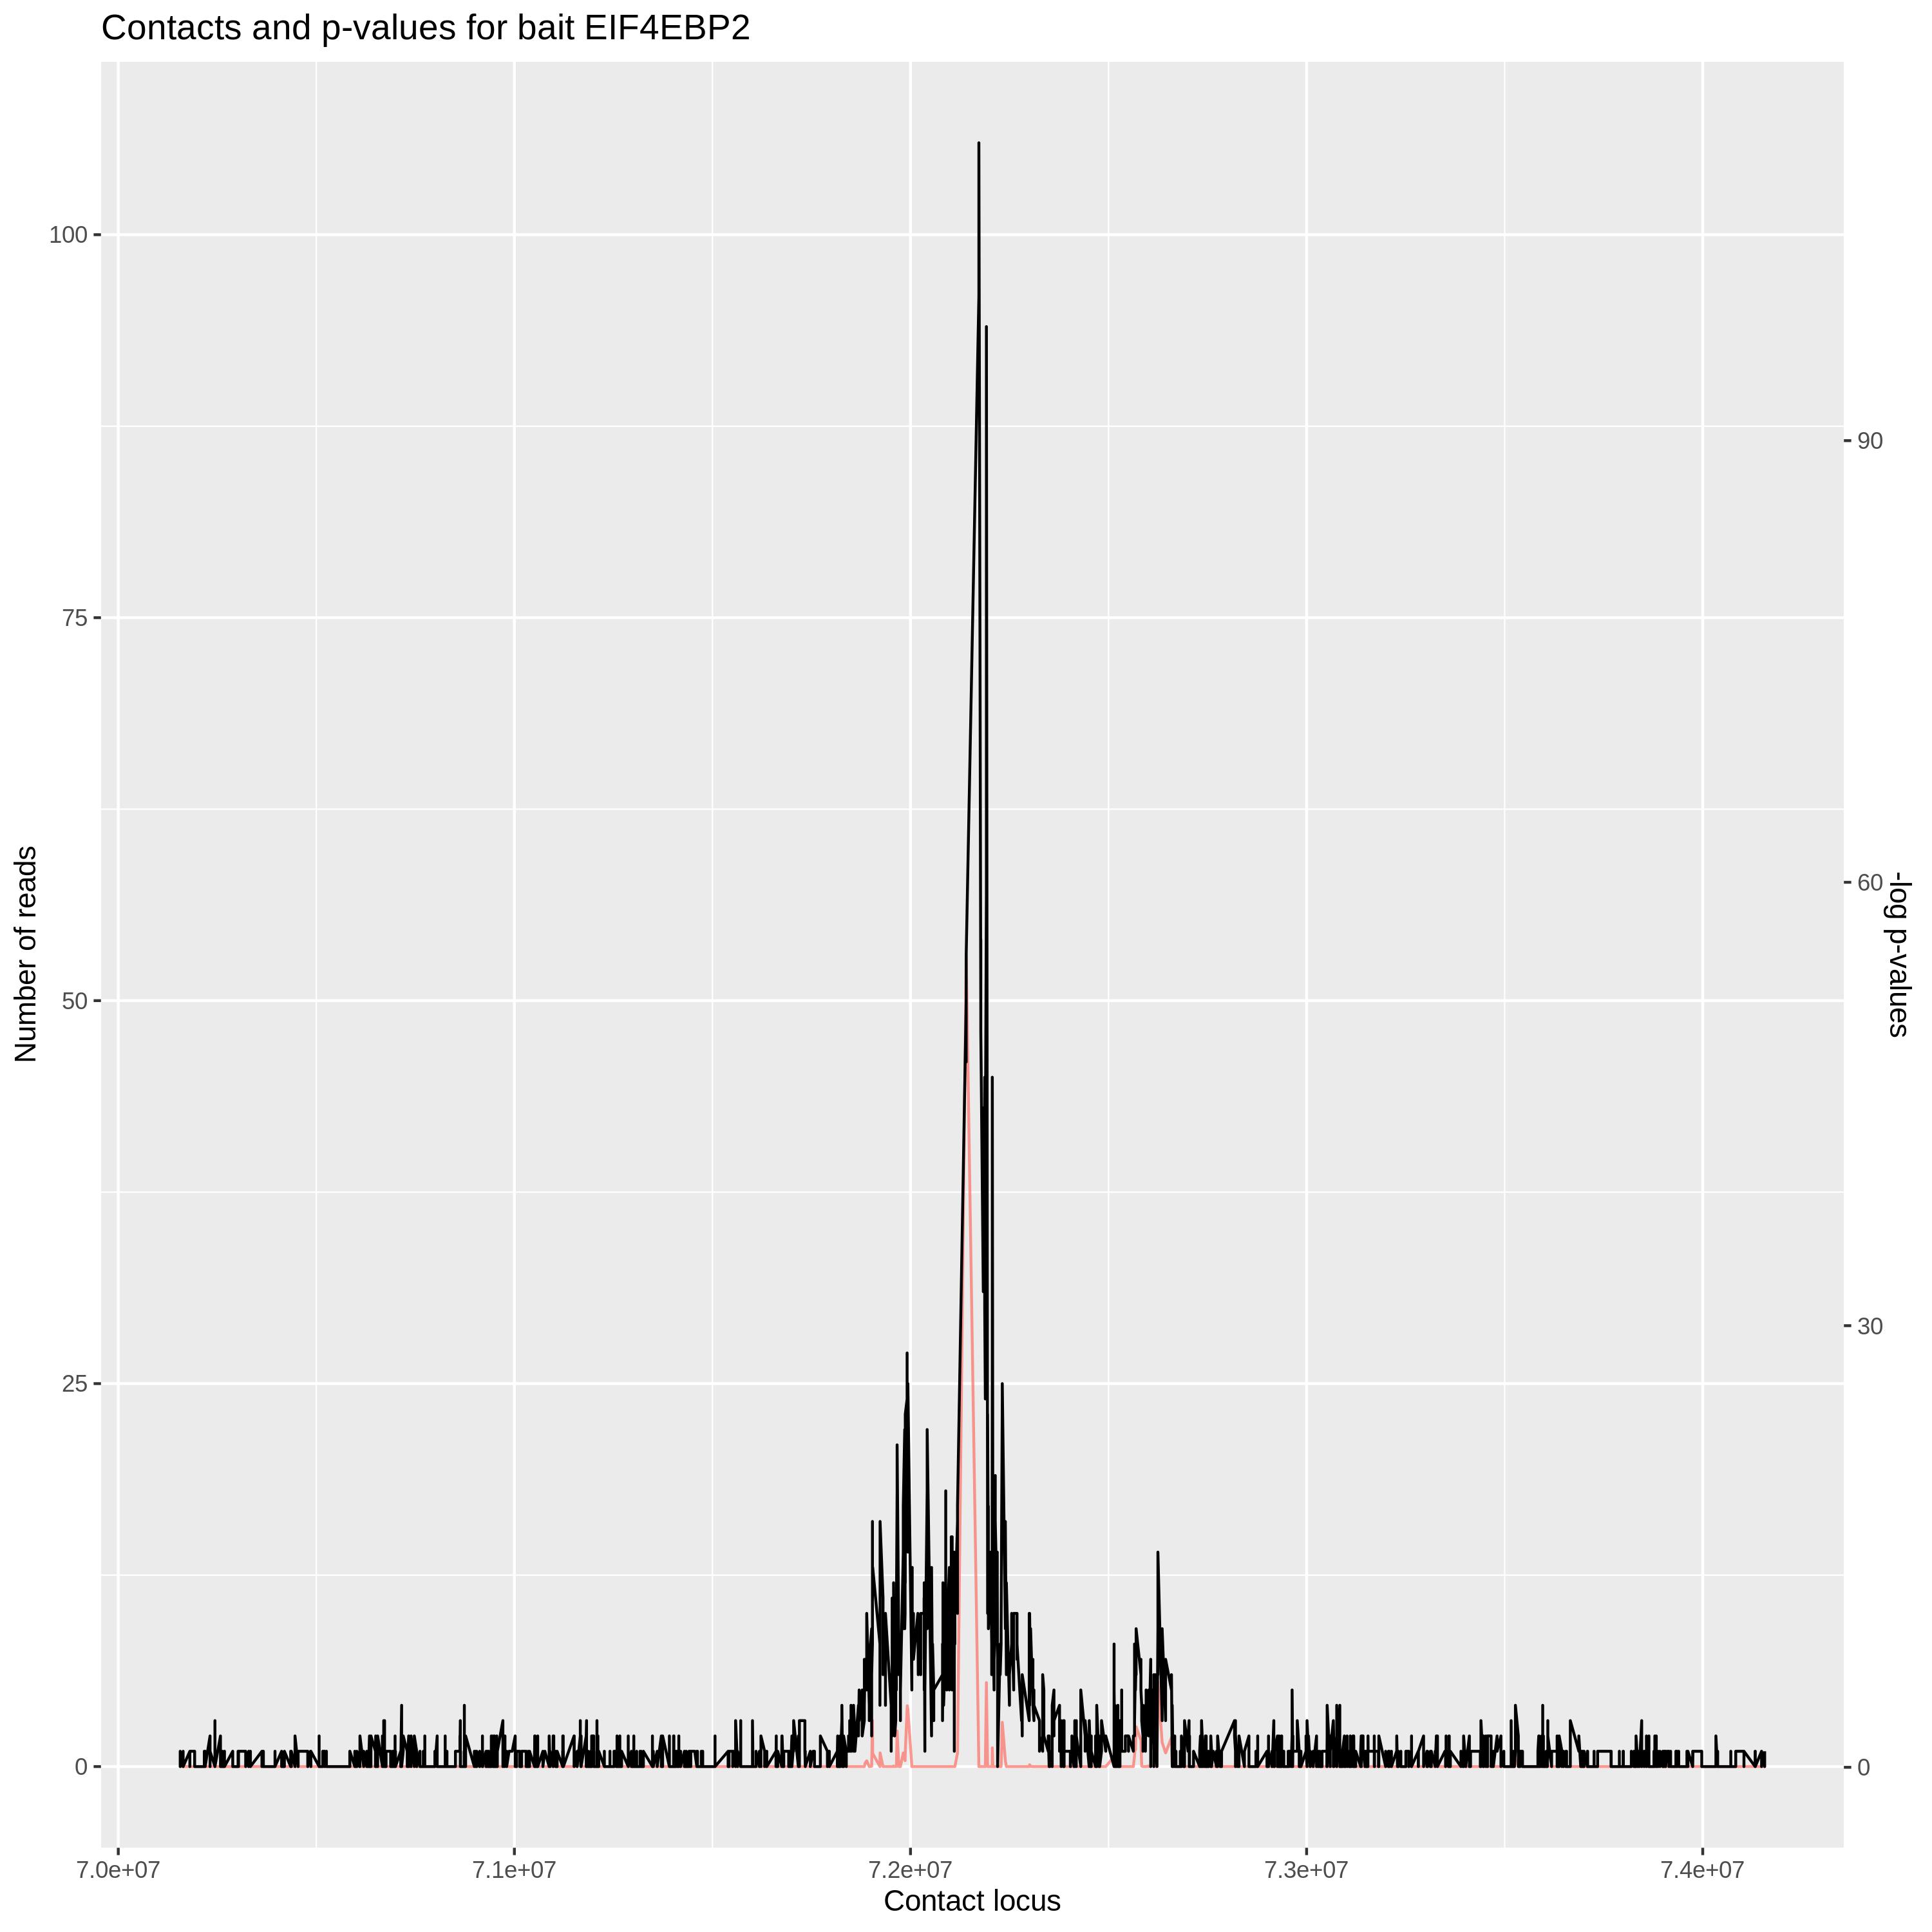 Contacts and p-values for bait EIF4EBP2
100
75
50
25
0
Number of reads
90
60
30
0
-log p-values
7.0e+07
7.1e+07
7.2e+07
7.3e+07
7.4e+07
Contact locus